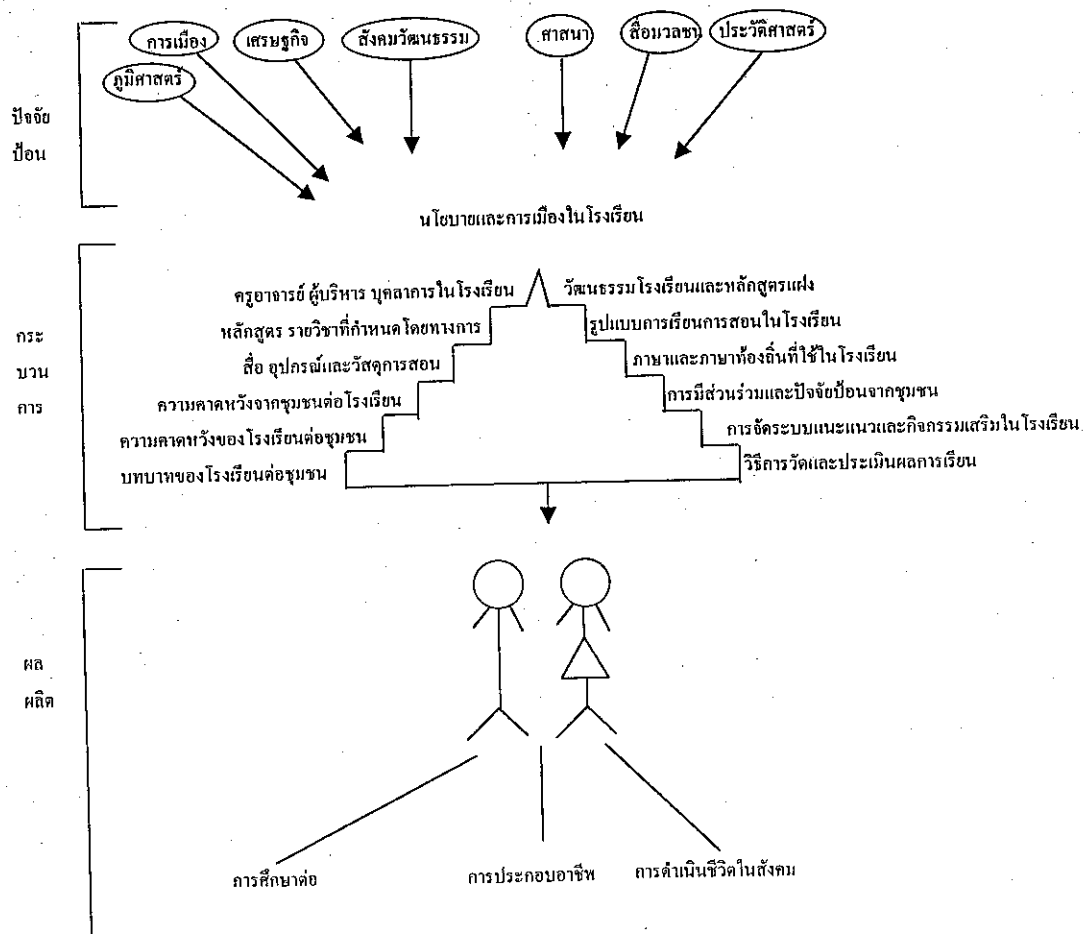 การเมือง
เศรษฐกิจ
สังคมวัฒนธรรม
ศาสนา
สื่อมวลชน
ประวัติศาสตร์
ภูมิศาสตร์
ปัจจัย
ป้อน
นโยบายและการเมืองในโรงเรียน
กระ
บวน
การ
ครูอาจารย์ ผู้บริหาร บุคลาการในโรงเรียน
วัฒนธรรมโรงเรียนและหลักสูตรแฝง
หลักสูตร รายวิชาที่กำหนดโดยทางการ
รูปแบบการเรียนการสอนในโรงเรียน
สื่อ อุปกรณ์และวัสดุการสอน
ภาษาและภาษาท้องถิ่นที่ใช้ในโรงเรียน
ความคาดหวังจากชุมชนต่อโรงเรียน
การมีส่วนร่วมและปัจจัยป้อนจากชุมชน
ความคาดหวังของโรงเรียนต่อชุมชน
การจัดระบบแนะแนวและกิจกรรมเสริมในโรงเรียน
บทบาทของโรงเรียนต่อชุมชน
วิธีการวัดและประเมินผลการเรียน
ผล
ผลิต
การศึกษาต่อ
การประกอบอาชีพ
การดำเนินชีวิตในสังคม